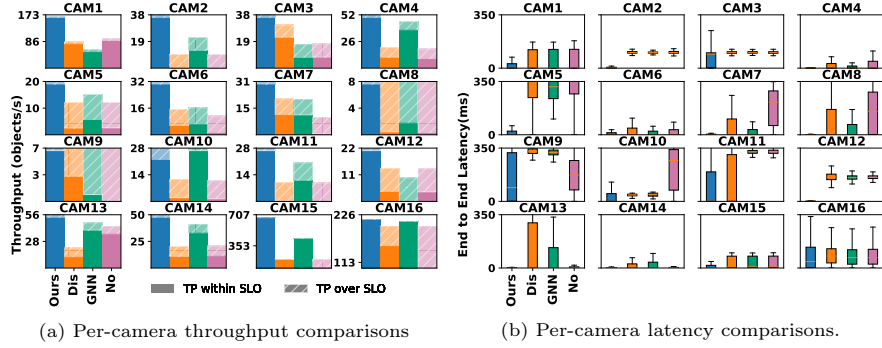 CAM1 CAM2 CAM3 CAM4
173 38 43 52
86 19 21 26
CAM5 CAM6 CAM7 CAM8
20 32 31 8
10 16 15 4
CAM9 CAM10 CAM11 CAM12
7 28 28 22
3 14 14 11
CAM13 CAM14 CAM15 CAM16
56 50 707 226
28 25 353 113
Throughput (objects/s)
Ours Dis GNN No
TP within SLO TP over SLO
(a) Per-camera throughput comparisons
CAM1 CAM2 CAM3 CAM4
350
0
CAM5 CAM6 CAM7 CAM8
350
0
CAM9 CAM10 CAM11 CAM12
350
0
CAM13 CAM14 CAM15 CAM16
350
0
End to End Latency(ms)
Ours Dis GNN No
(b) Per-camera latency comparisons.